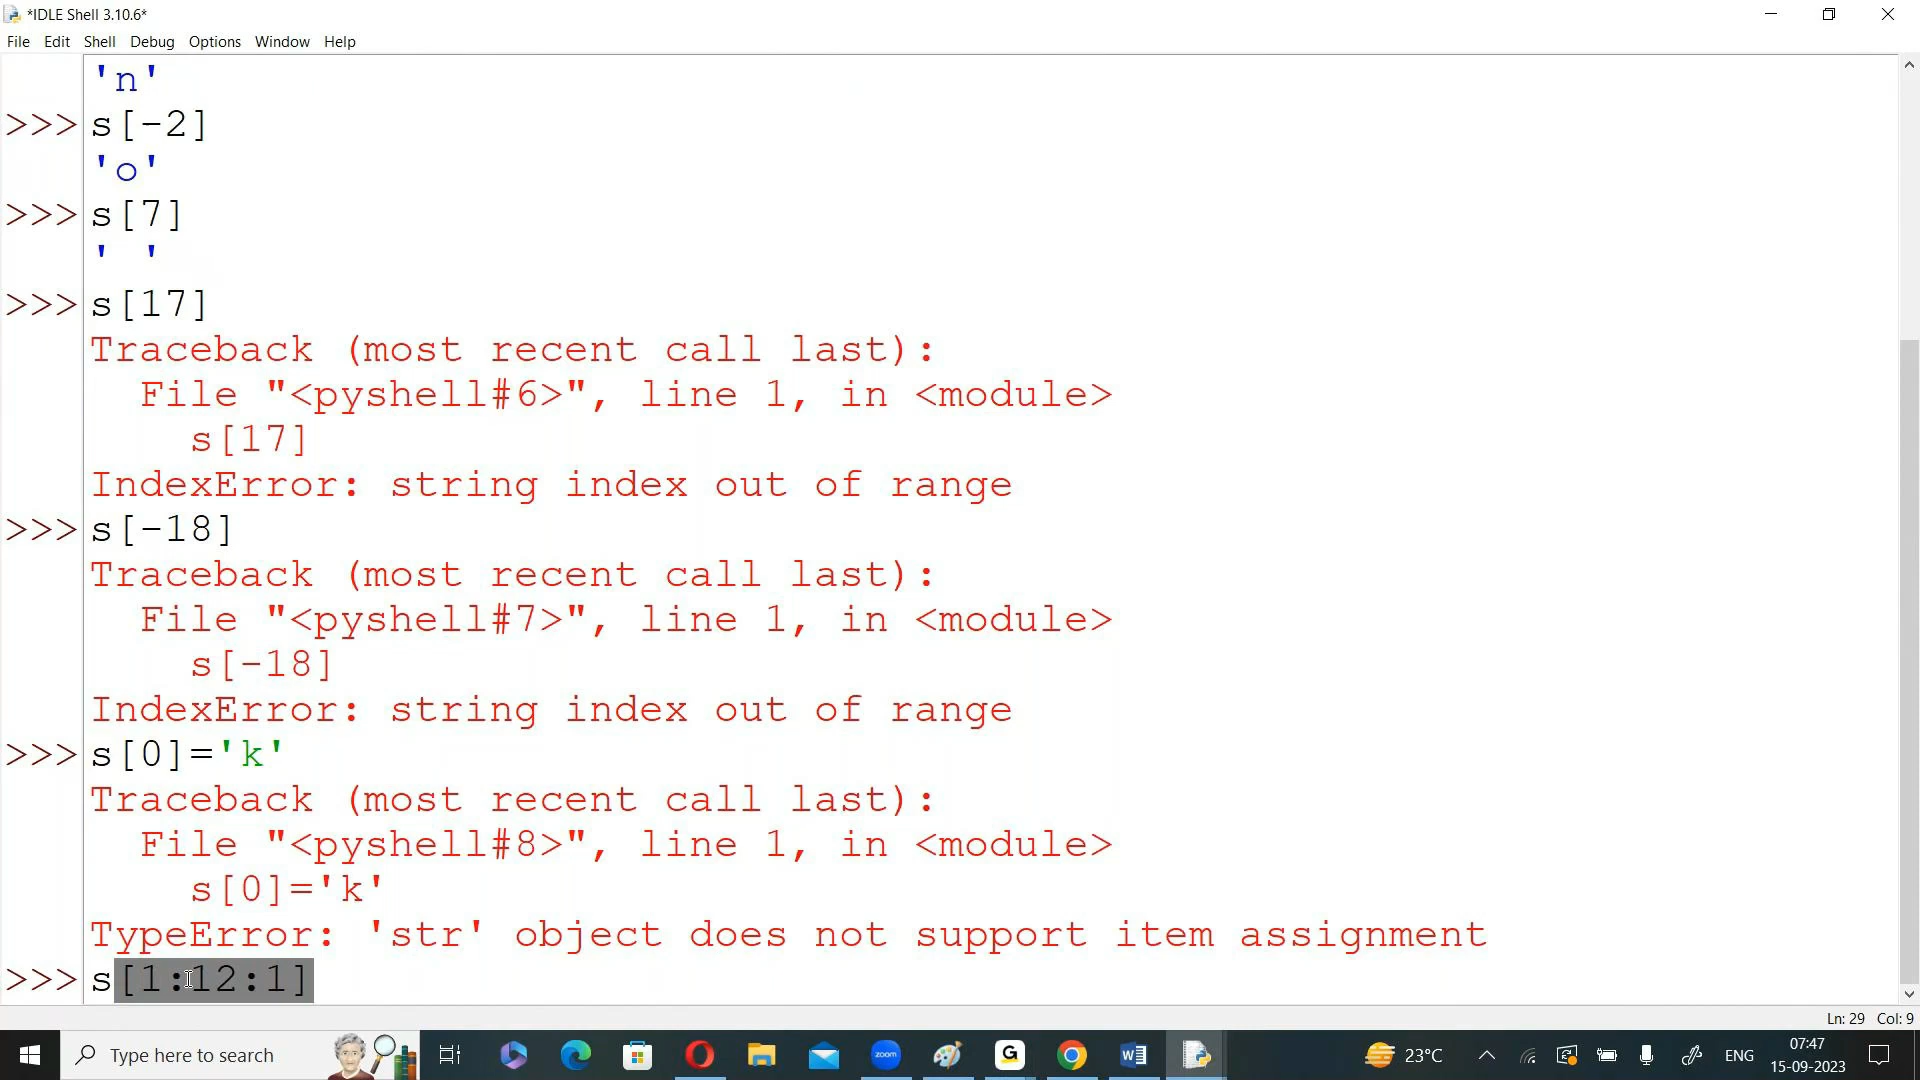 *IDLE Shell 3.10.6*
File Edit Shell Debug Options Window Help
'n'
>>> s[-2]
'o'
>>> s[7]
' '
>>> s[17]
Traceback (most recent call last):
  File "<pyshell#6>", line 1, in <module>
    s[17]
IndexError: string index out of range
>>> s[-18]
Traceback (most recent call last):
  File "<pyshell#7>", line 1, in <module>
    s[-18]
IndexError: string index out of range
>>> s[0]='k'
Traceback (most recent call last):
  File "<pyshell#8>", line 1, in <module>
    s[0]='k'
TypeError: 'str' object does not support item assignment
>>> s[1:12:1]
Ln: 29 Col: 9
Type here to search
zoom
G
W
23°C
ENG
07:47
15-09-2023